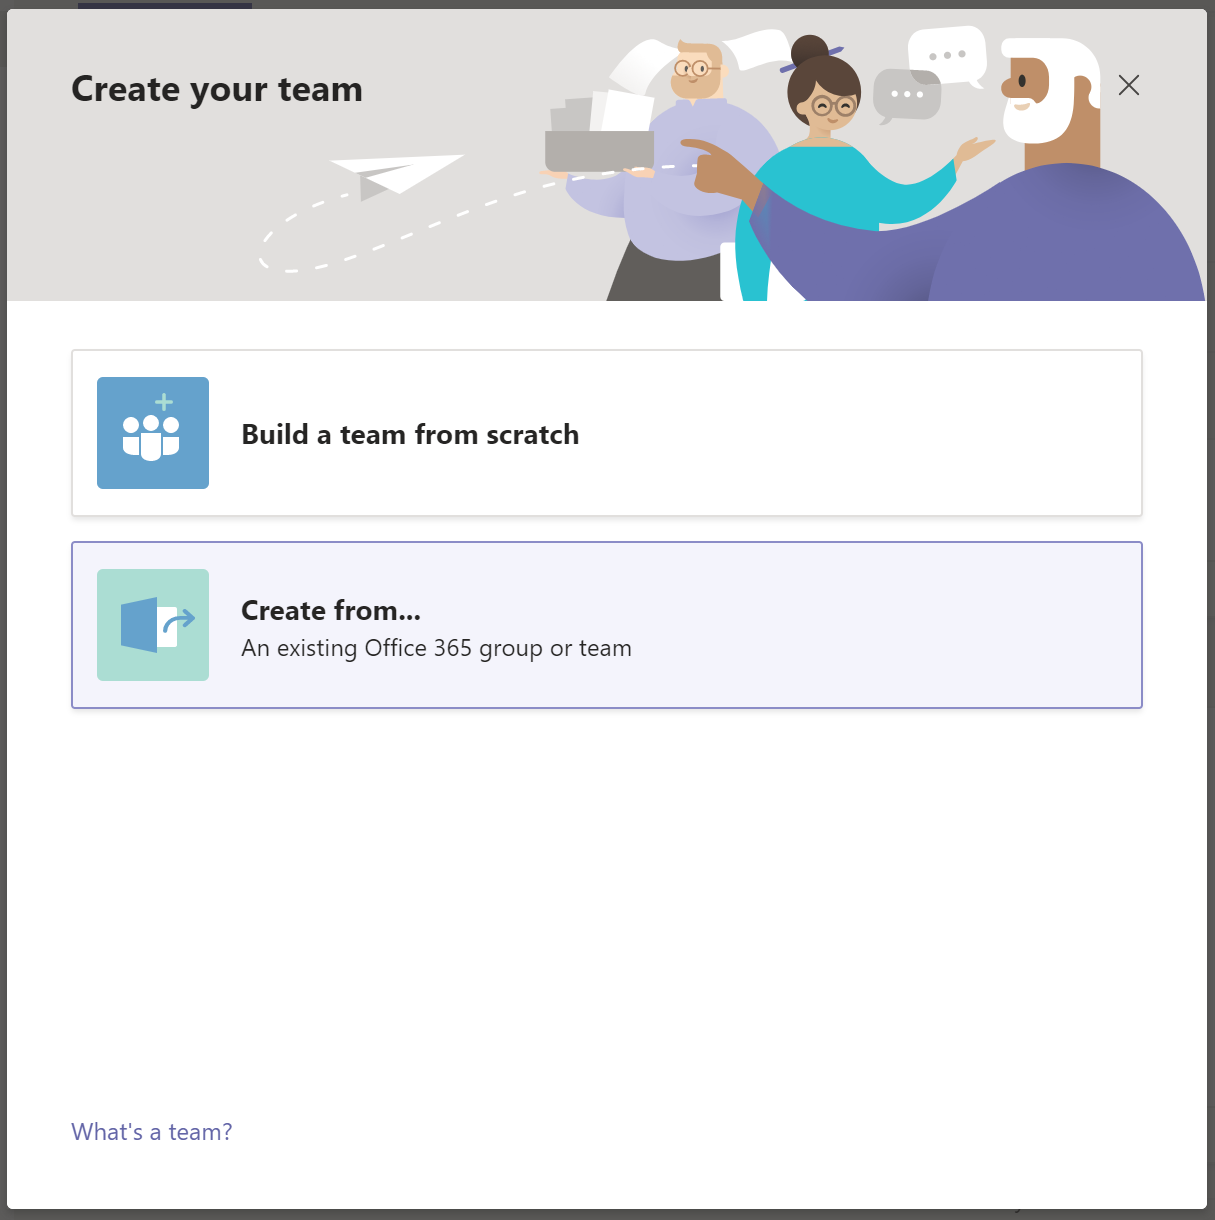 Create your team
Build a team from scratch
Create from...
An existing Office 365 group or team
What's a team?